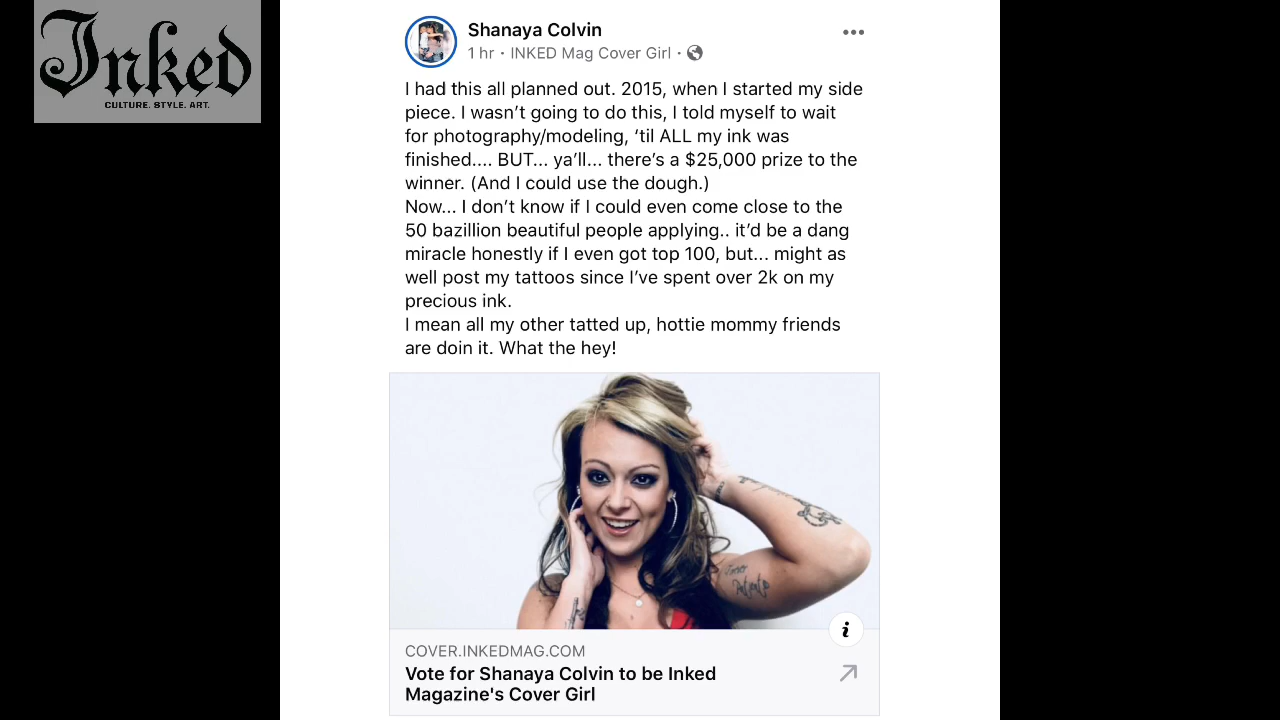 Inked
CULTURE. STYLE. ART.
Shanaya Colvin
1 hr · INKED Mag Cover Girl ·
I had this all planned out. 2015, when I started my side
piece. I wasn’t going to do this, I told myself to wait
for photography/modeling, ‘til ALL my ink was
finished.... BUT... ya’ll... there’s a $25,000 prize to the
winner. (And I could use the dough.)
Now... I don’t know if I could even come close to the
50 bazillion beautiful people applying.. it’d be a dang
miracle honestly if I even got top 100, but... might as
well post my tattoos since I’ve spent over 2k on my
precious ink.
I mean all my other tatted up, hottie mommy friends
are doin it. What the hey!
COVER.INKEDMAG.COM
Vote for Shanaya Colvin to be Inked
Magazine's Cover Girl